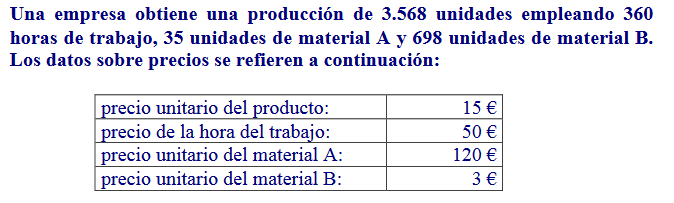 Una empresa obtiene una producción de 3.568 unidades empleando 360
horas de trabajo, 35 unidades de material A y 698 unidades de material B.
Los datos sobre precios se refieren a continuación:
precio unitario del producto: 15 €
precio de la hora del trabajo: 50 €
precio unitario del material A: 120 €
precio unitario del material B: 3 €